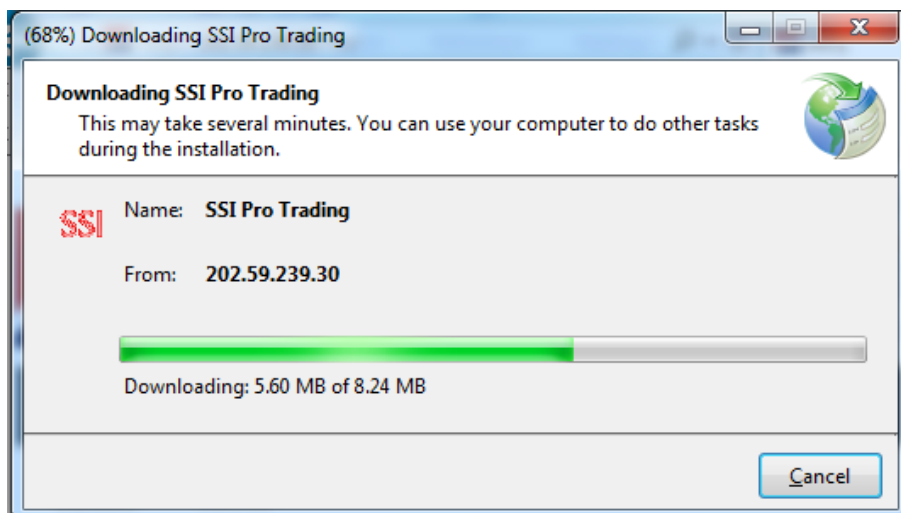 (68%) Downloading SSI Pro Trading
Downloading SSI Pro Trading
This may take several minutes. You can use your computer to do other tasks
during the installation.
SSI
Name: SSI Pro Trading
From: 202.59.239.30
Downloading: 5.60 MB of 8.24 MB
Cancel